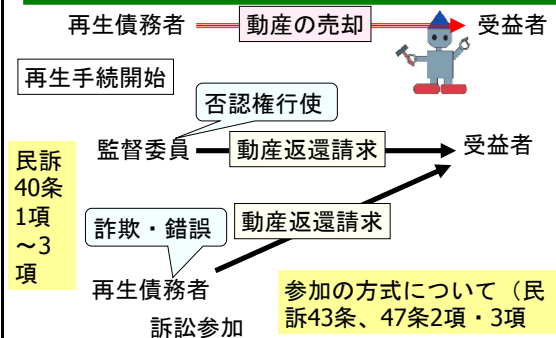 再生債務者 動産の売却 受益者
再生手続開始
否認権行使
監督委員 動産返還請求 受益者
民訴
40条
1項
~3
項
詐欺・錯誤 動産返還請求
再生債務者
訴訟参加
参加の方式について（民
訴43条、47条2項・3項